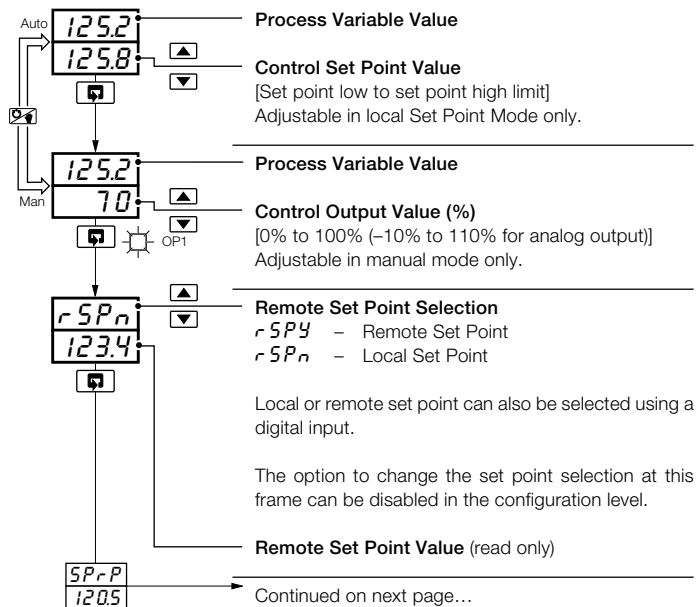 Auto
125.2
Process Variable Value
125.8
Control Set Point Value
[Set point low to set point high limit]
Adjustable in local Set Point Mode only.
125.2
Process Variable Value
Man
70
Control Output Value (%)
OP1
[0% to 100% (–10% to 110% for analog output)]
Adjustable in manual mode only.
rSPn
Remote Set Point Selection
rSPY – Remote Set Point
123.4
rSPn – Local Set Point
Local or remote set point can also be selected using a
digital input.
The option to change the set point selection at this
frame can be disabled in the configuration level.
Remote Set Point Value (read only)
SPrP
120.5
Continued on next page…